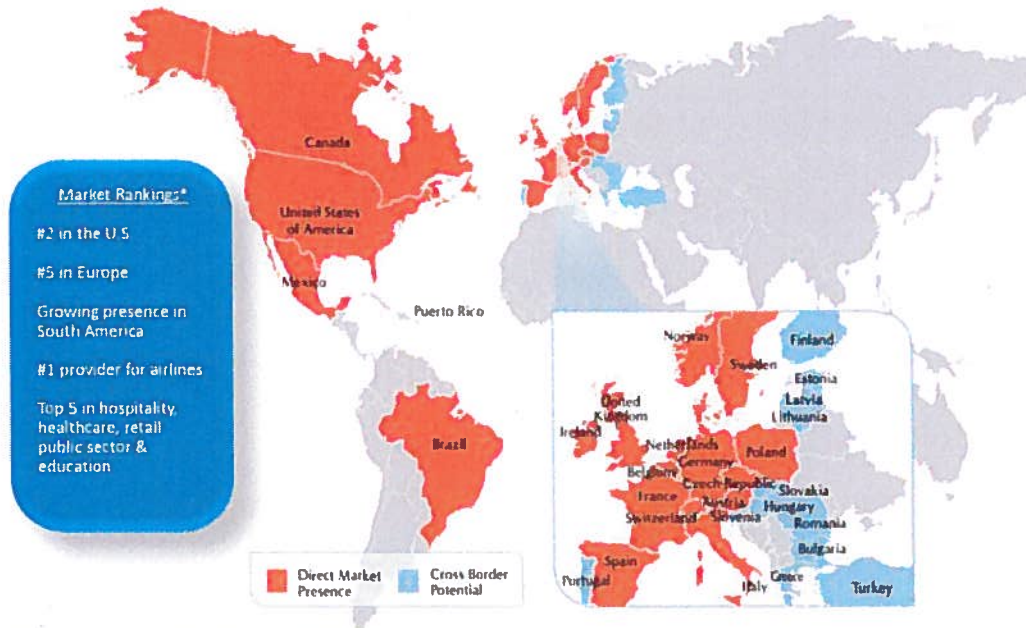 Canada
United States
of America
Mexico
Puerto Rico
Brazil
Market Rankings*
#2 in the U.S
#5 in Europe
Growing presence in
South America
#1 provider for airlines
Top 5 in hospitality,
healthcare, retail
public sector &
education
Norway
Sweden
Finland
Estonia
Latvia
Lithuania
United
Kingdom
Ireland
Netherlands
Germany
Poland
Belgium
Czech Republic
Slovakia
France
Austria
Hungary
Switzerland
Slovenia
Romania
Bulgaria
Spain
Portugal
Italy
Greece
Turkey
Direct Market
Presence
Cross Border
Potential